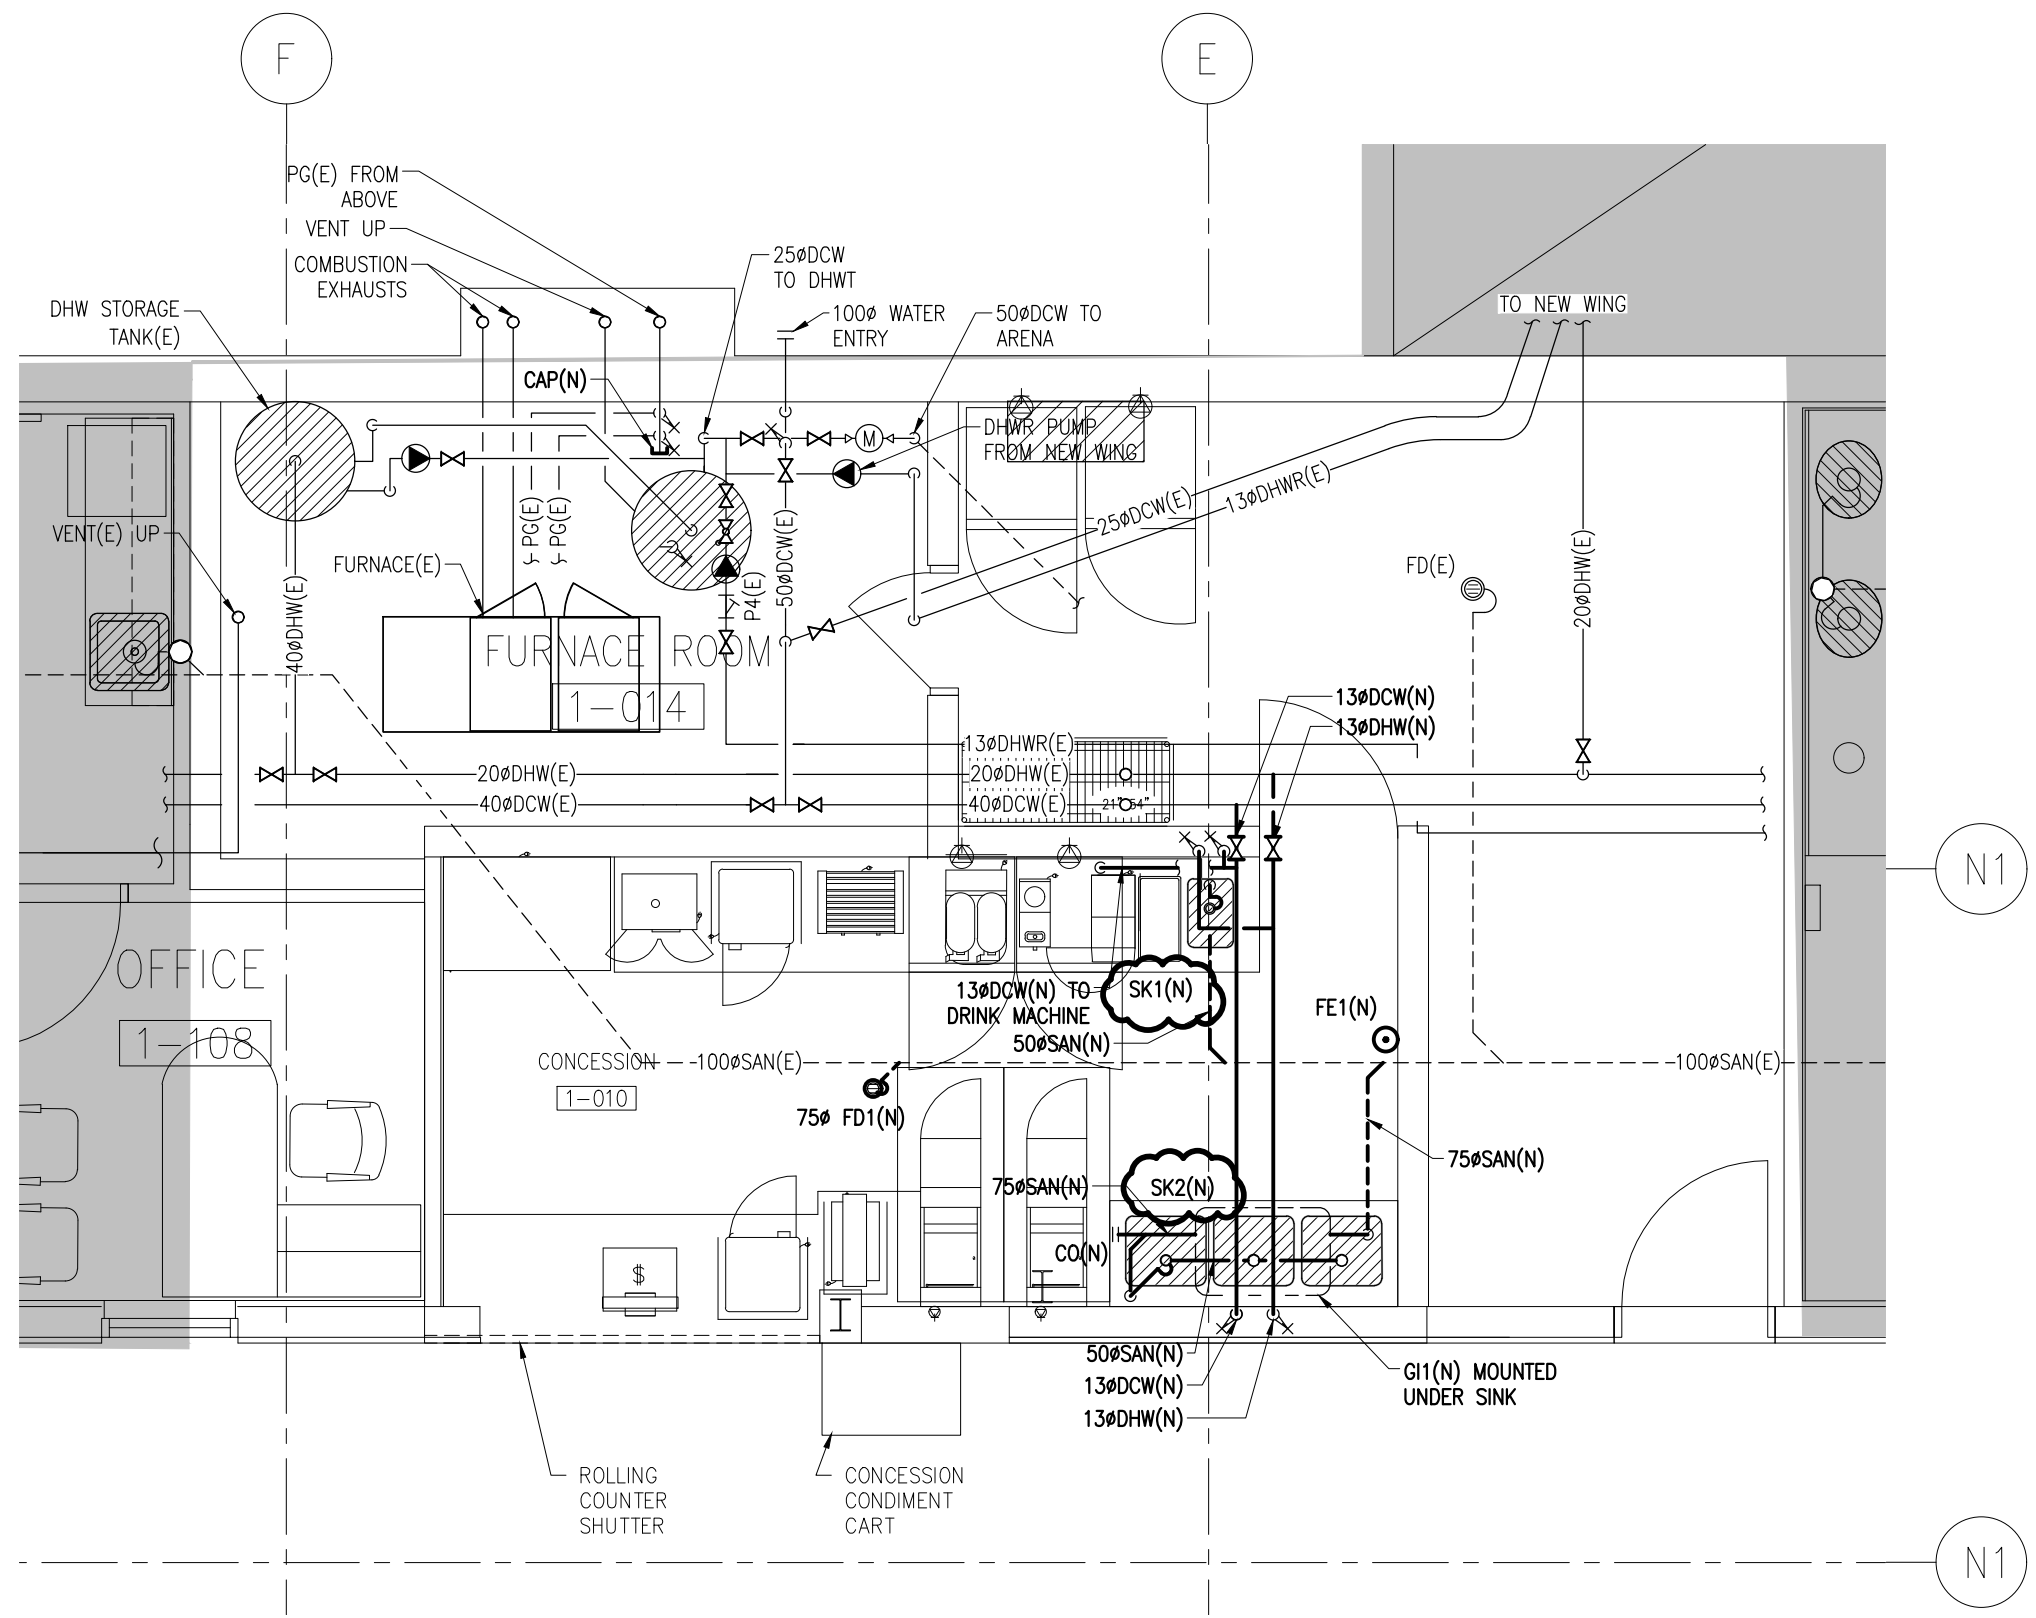 F
E
PG(E) FROM
ABOVE
VENT UP
COMBUSTION
EXHAUSTS
DHW STORAGE
TANK(E)
25øDCW
TO DHWT
100ø WATER
ENTRY
50øDCW TO
ARENA
TO NEW WING
CAP(N)
M
DHWR PUMP
FROM NEW WING
25øDCW(E)
13øDHWR(E)
VENT(E) UP
PG(E)
PG(E)
FURNACE(E)
40øDHW(E)
P4(E)
50øDCW(E)
FD(E)
20øDHW(E)
FURNACE ROOM
1-014
13øDCW(N)
13øDHW(N)
13øDHWR(E)
20øDHW(E)
20øDHW(E)
40øDCW(E)
40øDCW(E)
21"x54"
N1
OFFICE
1-108
13øDCW(N) TO
DRINK MACHINE
SK1(N)
50øSAN(N)
FE1(N)
CONCESSION
1-010
100øSAN(E)
100øSAN(E)
75ø FD1(N)
75øSAN(N)
75øSAN(N)
SK2(N)
CO(N)
$
50øSAN(N)
13øDCW(N)
13øDHW(N)
GI1(N) MOUNTED
UNDER SINK
ROLLING
COUNTER
SHUTTER
CONCESSION
CONDIMENT
CART
N1